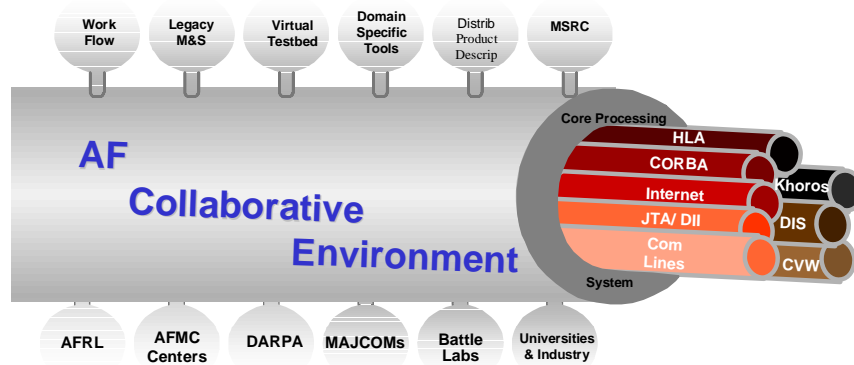 Work
Flow
Legacy
M&S
Virtual
Testbed
Domain
Specific
Tools
Distrib
Product
Descrip
MSRC
Core Processing
HLA
CORBA
Khoros
Internet
JTA/ DII
DIS
Com
Lines
CVW
System
AF
Collaborative
Environment
AFRL
AFMC
Centers
DARPA
MAJCOMs
Battle
Labs
Universities
& Industry